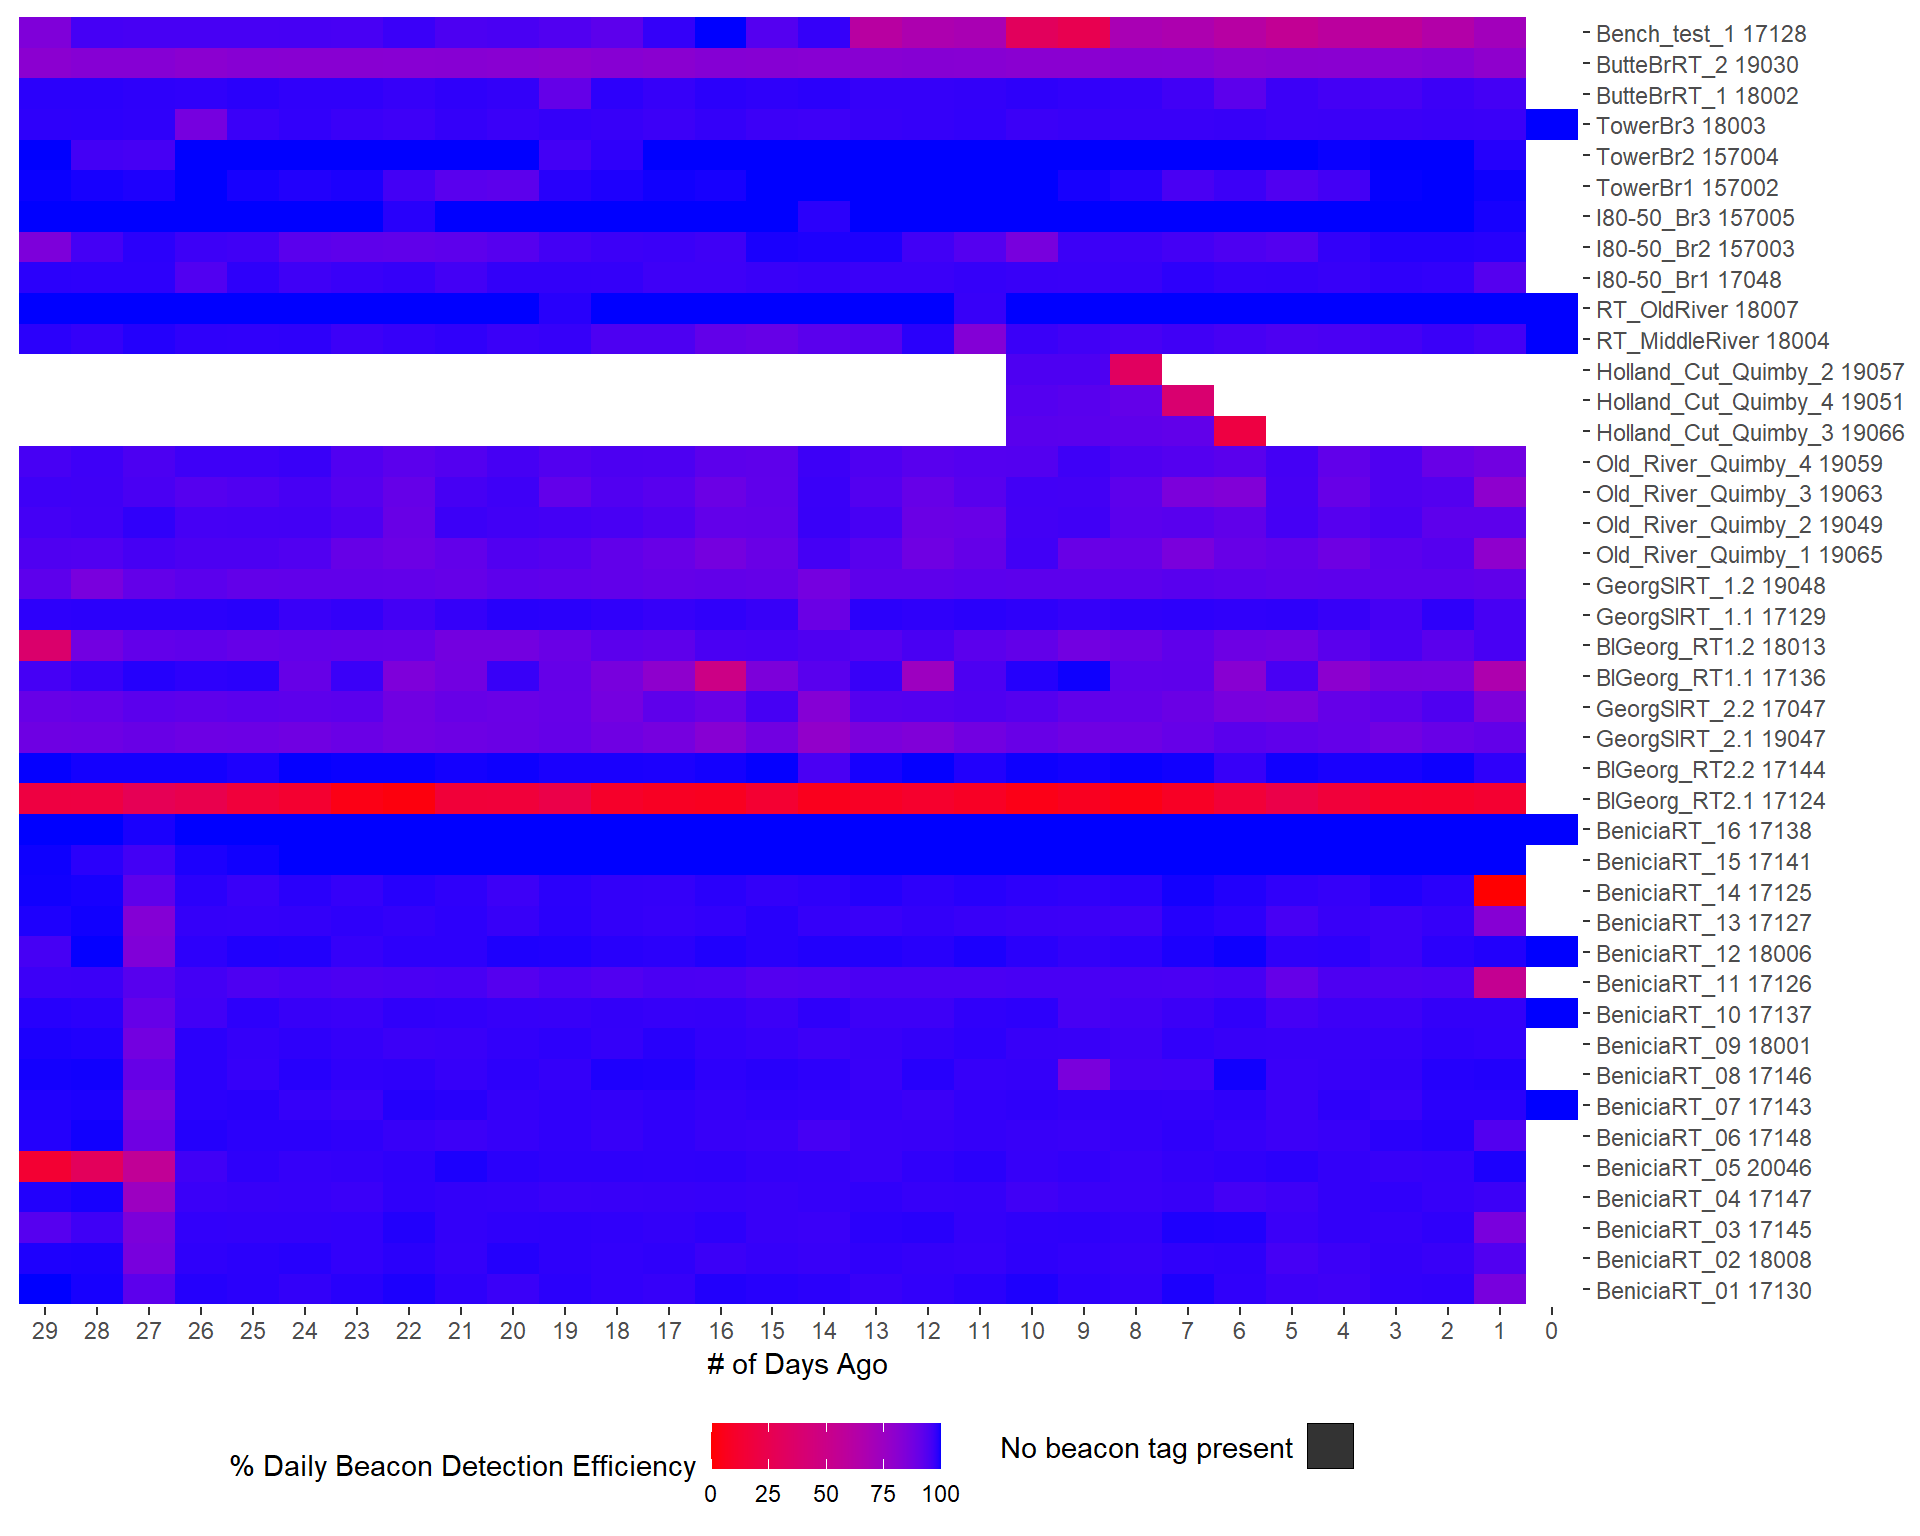 Bench_test_1 17128
ButteBrRT_2 19030
ButteBrRT_1 18002
TowerBr3 18003
TowerBr2 157004
TowerBr1 157002
I80-50_Br3 157005
I80-50_Br2 157003
I80-50_Br1 17048
RT_OldRiver 18007
RT_MiddleRiver 18004
Holland_Cut_Quimby_2 19057
Holland_Cut_Quimby_4 19051
Holland_Cut_Quimby_3 19066
Old_River_Quimby_4 19059
Old_River_Quimby_3 19063
Old_River_Quimby_2 19049
Old_River_Quimby_1 19065
GeorgSlRT_1.2 19048
GeorgSlRT_1.1 17129
BlGeorg_RT1.2 18013
BlGeorg_RT1.1 17136
GeorgSlRT_2.2 17047
GeorgSlRT_2.1 19047
BlGeorg_RT2.2 17144
BlGeorg_RT2.1 17124
BeniciaRT_16 17138
BeniciaRT_15 17141
BeniciaRT_14 17125
BeniciaRT_13 17127
BeniciaRT_12 18006
BeniciaRT_11 17126
BeniciaRT_10 17137
BeniciaRT_09 18001
BeniciaRT_08 17146
BeniciaRT_07 17143
BeniciaRT_06 17148
BeniciaRT_05 20046
BeniciaRT_04 17147
BeniciaRT_03 17145
BeniciaRT_02 18008
BeniciaRT_01 17130
29 28 27 26 25 24 23 22 21 20 19 18 17 16 15 14 13 12 11 10 9 8 7 6 5 4 3 2 1 0
# of Days Ago
% Daily Beacon Detection Efficiency
0 25 50 75 100
No beacon tag present